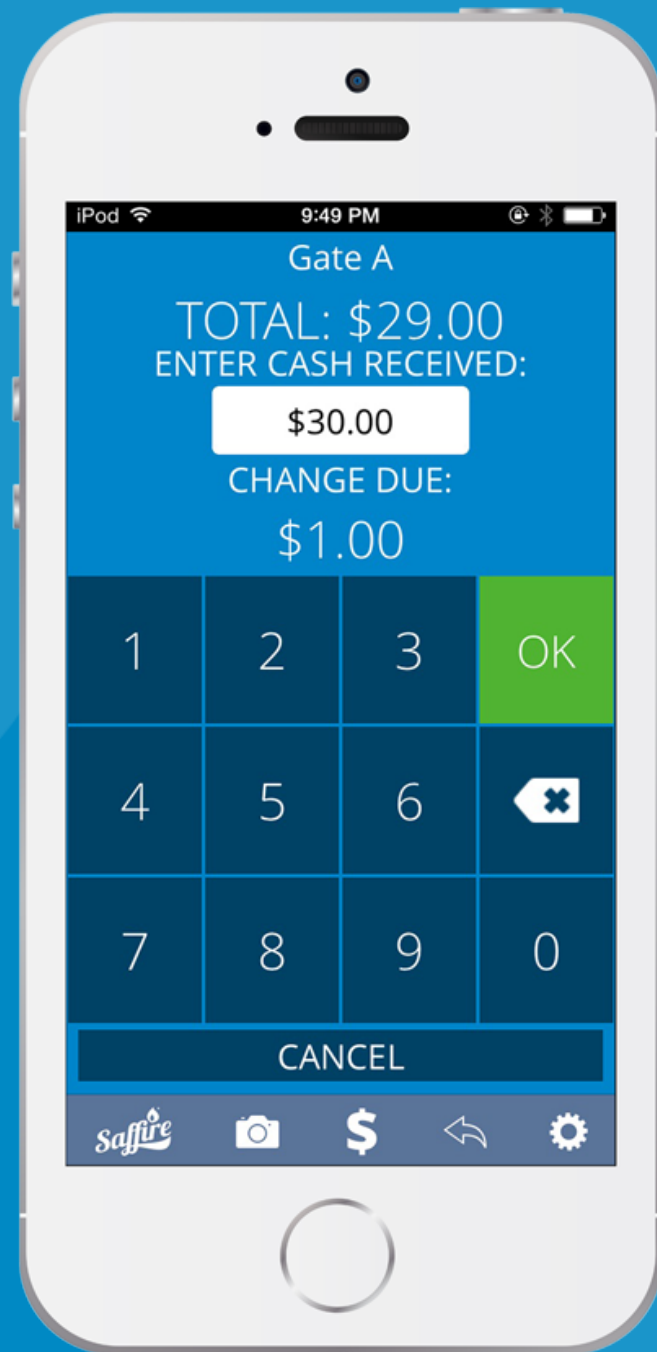 iPod 9:49 PM
Gate A
TOTAL: $29.00
ENTER CASH RECEIVED:
$30.00
CHANGE DUE:
$1.00
1 2 3 OK
4 5 6
7 8 9 0
CANCEL
Saffire $